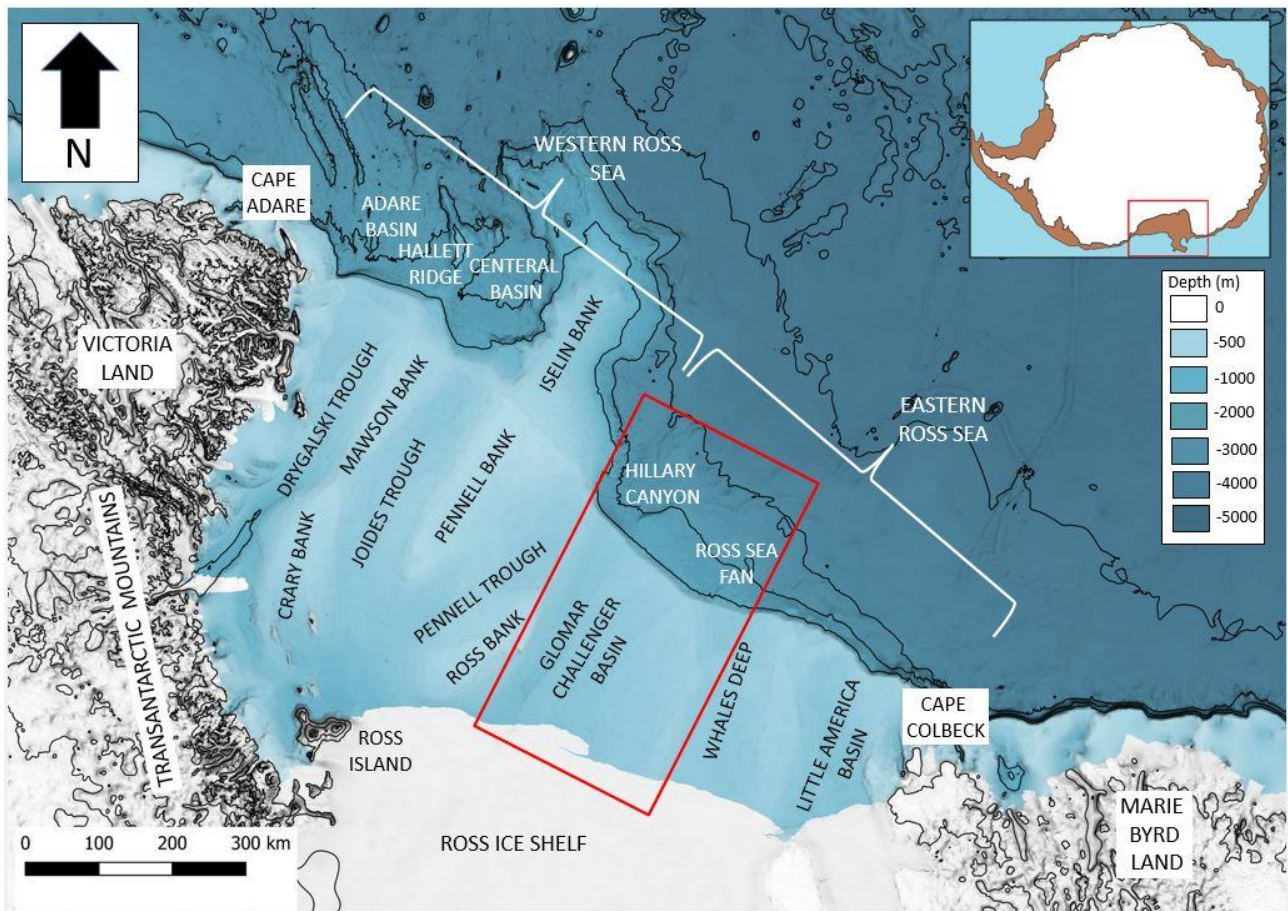 N
CAPE
ADARE
WESTERN ROSS
SEA
ADARE
BASIN
HALLETT
RIDGE
CENTERAL
BASIN
VICTORIA
LAND
ISELIN BANK
DRYGALSKI TROUGH
MAWSON BANK
JOIDES TROUGH
PENNELL BANK
CRARY BANK
PENNELL TROUGH
ROSS BANK
GLOMAR
CHALLENGER
BASIN
HILLARY
CANYON
ROSS SEA
FAN
EASTERN
ROSS SEA
WHALES DEEP
LITTLE AMERICA
BASIN
CAPE
COLBECK
MARIE
BYRD
LAND
TRANSANTARCTIC MOUNTAINS
ROSS
ISLAND
ROSS ICE SHELF
0 100 200 300 km
Depth (m)
0
-500
-1000
-2000
-3000
-4000
-5000